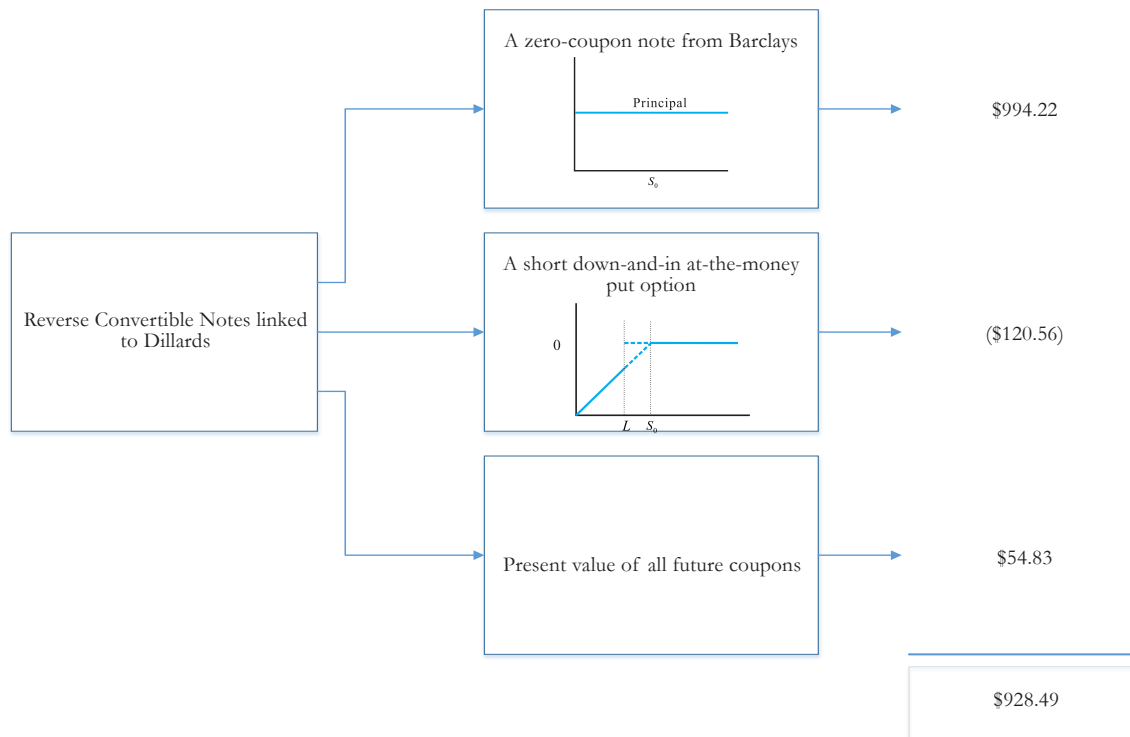 A zero-coupon note from Barclays
Principal
S₀
$994.22
Reverse Convertible Notes linked
to Dillards
A short down-and-in at-the-money
put option
0
L S₀
($120.56)
Present value of all future coupons
$54.83
$928.49